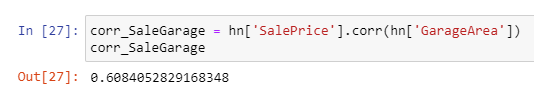 In [27]: corr_SaleGarage = hn['SalePrice'].corr(hn['GarageArea'])
corr_SaleGarage
Out[27]: 0.6084052829168348